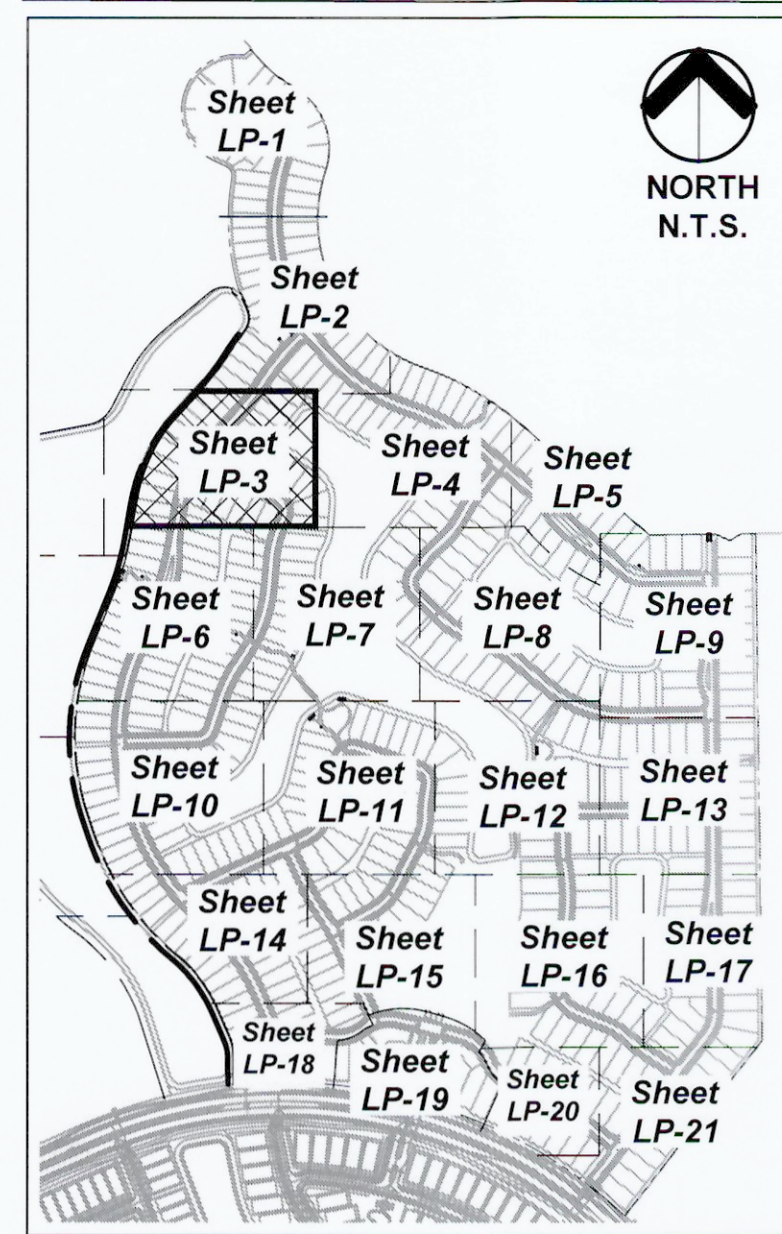 Sheet
LP-1
NORTH
N.T.S.
Sheet
LP-2
Sheet
LP-3
Sheet
LP-4
Sheet
LP-5
Sheet
LP-6
Sheet
LP-7
Sheet
LP-8
Sheet
LP-9
Sheet
LP-10
Sheet
LP-11
Sheet
LP-12
Sheet
LP-13
Sheet
LP-14
Sheet
LP-15
Sheet
LP-16
Sheet
LP-17
Sheet
LP-18
Sheet
LP-19
Sheet
LP-20
Sheet
LP-21